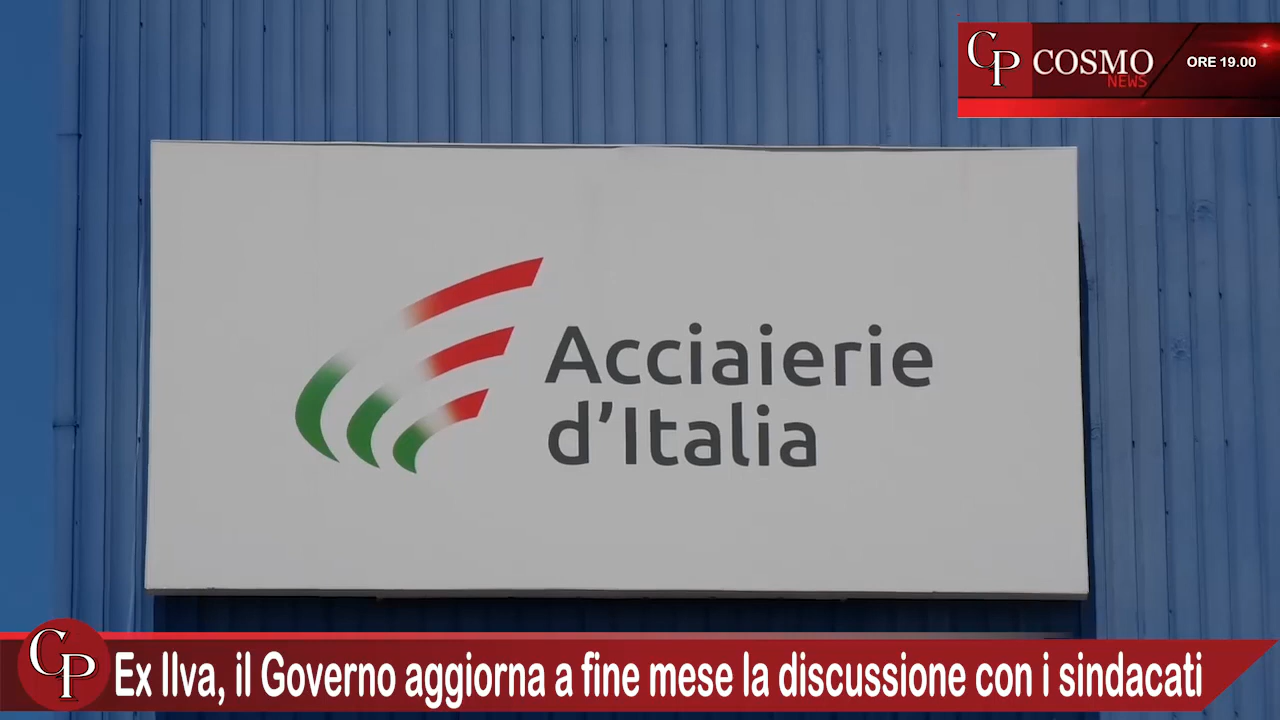 CP COSMO
NEWS
ORE 19.00
Acciaierie
d'Italia
CP Ex Ilva, il Governo aggiorna a fine mese la discussione con i sindacati